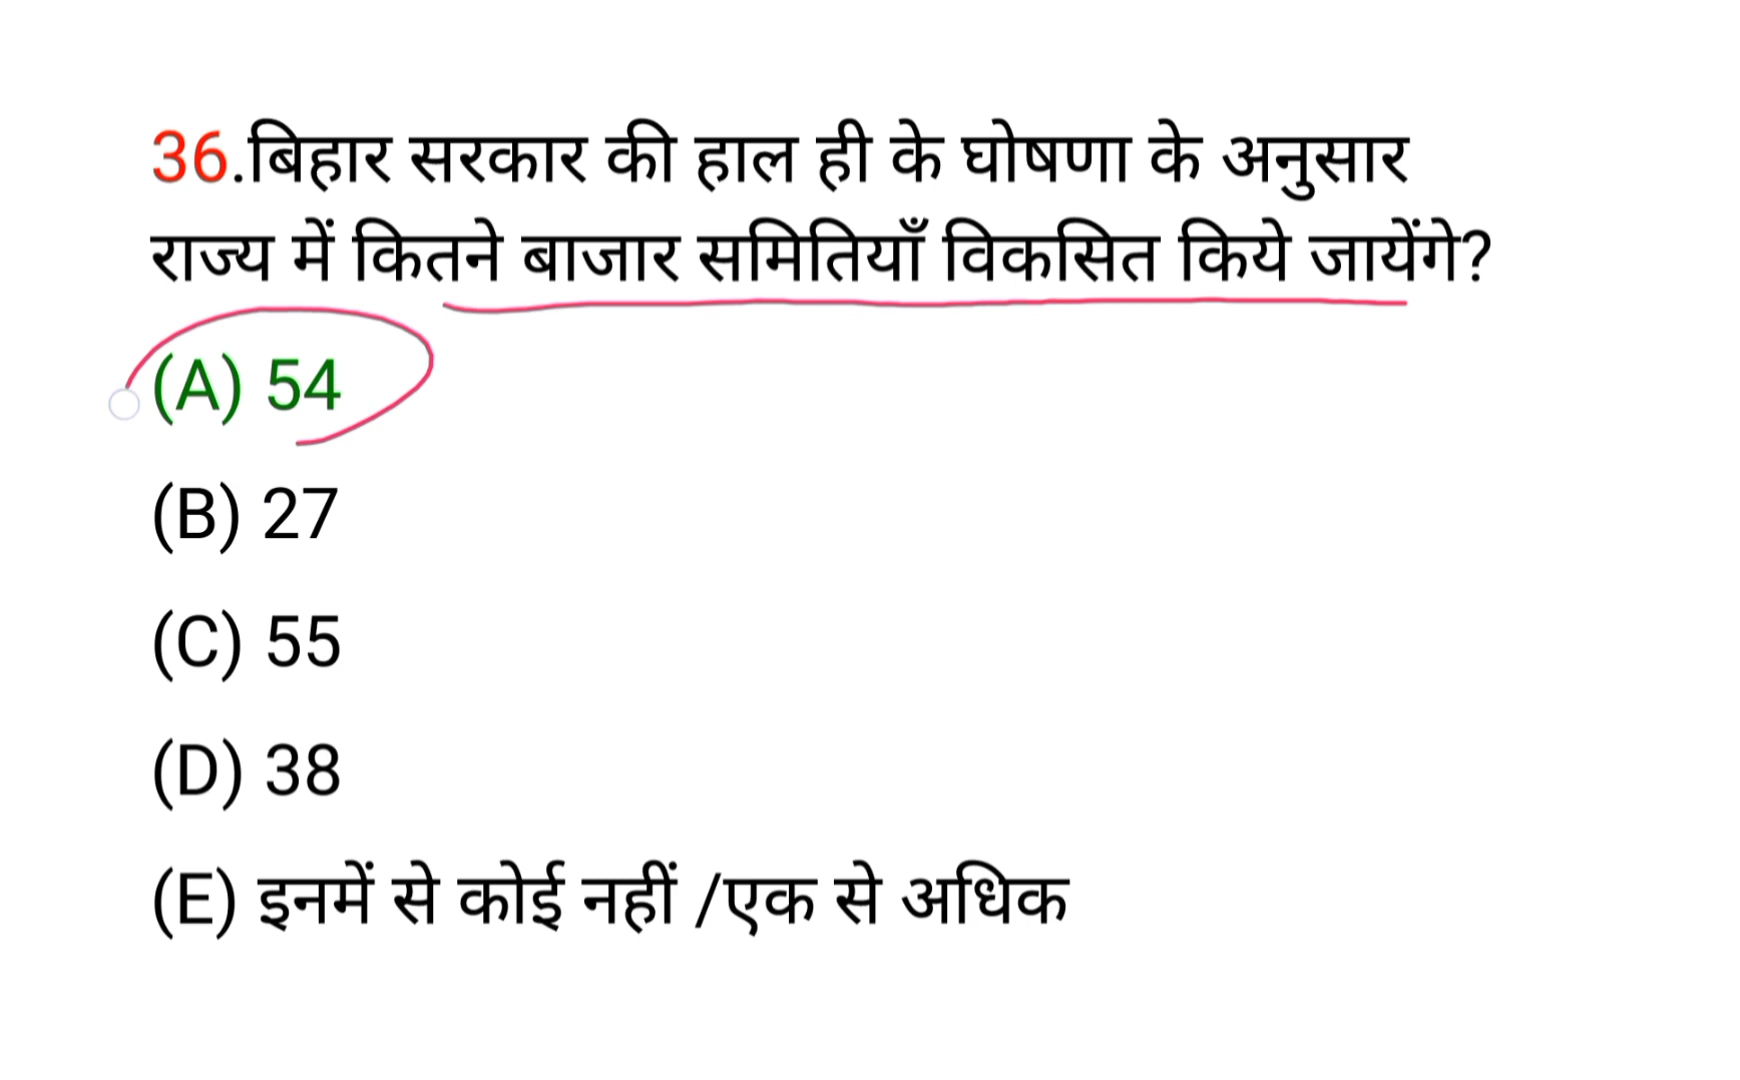 36.बिहार सरकार की हाल ही के घोषणा के अनुसार
राज्य में कितने बाजार समितियाँ विकसित किये जायेंगे?
(A) 54
(B) 27
(C) 55
(D) 38
(E) इनमें से कोई नहीं /एक से अधिक